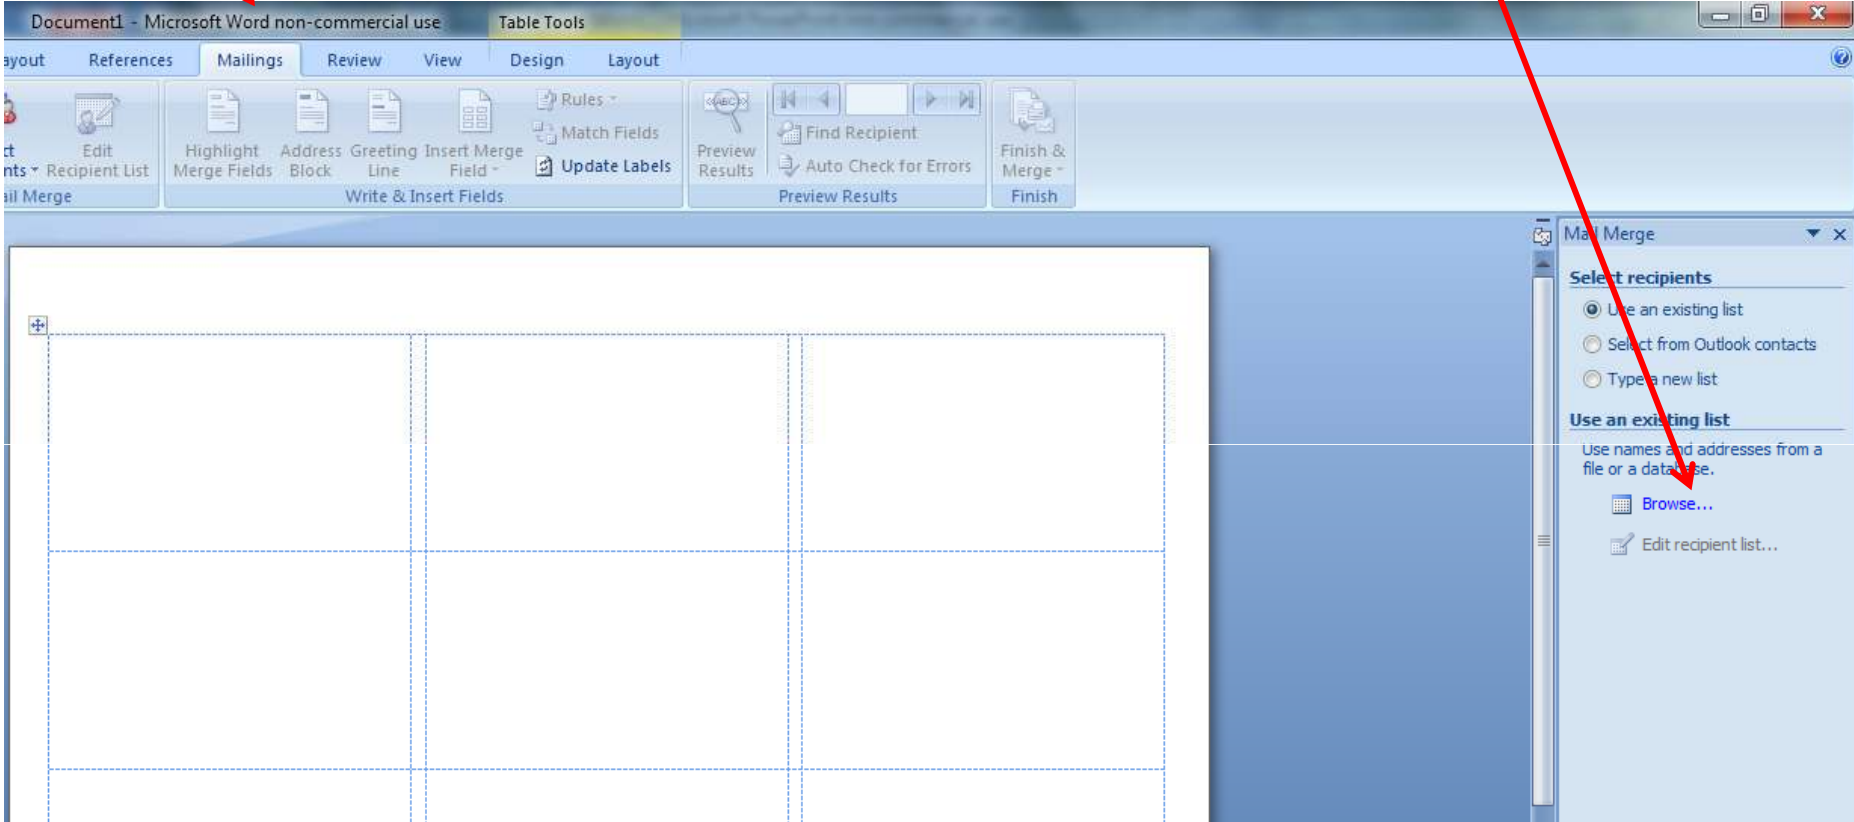 Document1 - Microsoft Word non-commercial use Table Tools
ayout References Mailings Review View Design Layout
ct
nts Recipient List
Edit
Highlight
Merge Fields
Address
Block
Greeting
Line
Insert Merge
Field
Rules
Match Fields
Update Labels
Preview
Results
Find Recipient
Auto Check for Errors
Finish &
Merge
ail Merge Write & Insert Fields Preview Results Finish
Mail Merge
Select recipients
Use an existing list
Select from Outlook contacts
Type a new list
Use an existing list
Use names and addresses from a
file or a database.
Browse...
Edit recipient list...